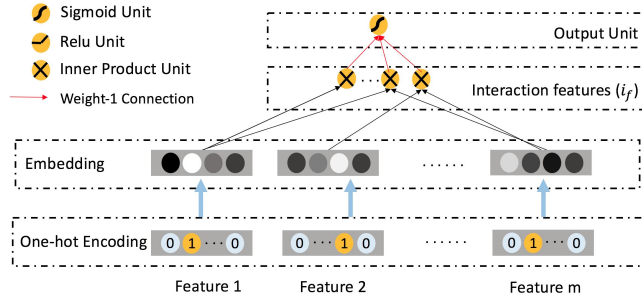 Sigmoid Unit
Relu Unit
Inner Product Unit
Weight-1 Connection
Output Unit
Interaction features (i_f)
Embedding
One-hot Encoding
0 1 ··· 0
0 ··· 1 0
0 1 ··· 0
Feature 1
Feature 2
Feature m